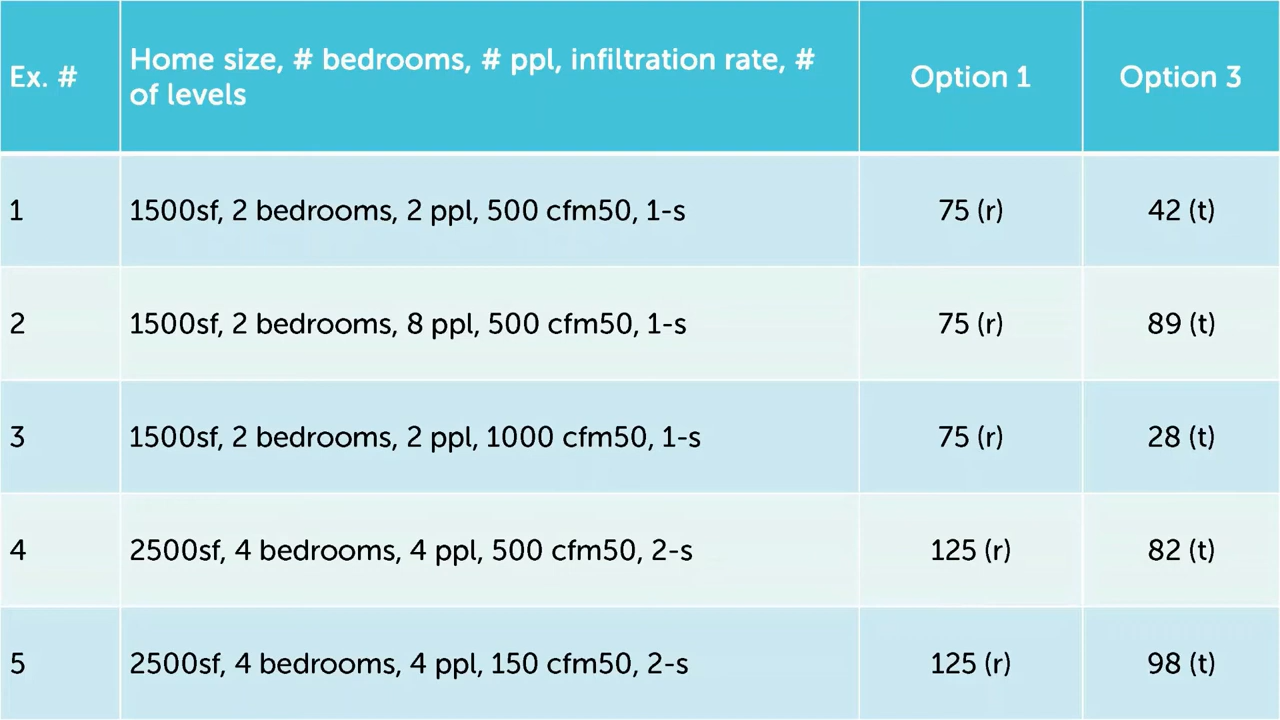 Ex. #
Home size, # bedrooms, # ppl, infiltration rate, #
of levels
Option 1
Option 3
1
1500sf, 2 bedrooms, 2 ppl, 500 cfm50, 1-s
75 (r)
42 (t)
2
1500sf, 2 bedrooms, 8 ppl, 500 cfm50, 1-s
75 (r)
89 (t)
3
1500sf, 2 bedrooms, 2 ppl, 1000 cfm50, 1-s
75 (r)
28 (t)
4
2500sf, 4 bedrooms, 4 ppl, 500 cfm50, 2-s
125 (r)
82 (t)
5
2500sf, 4 bedrooms, 4 ppl, 150 cfm50, 2-s
125 (r)
98 (t)